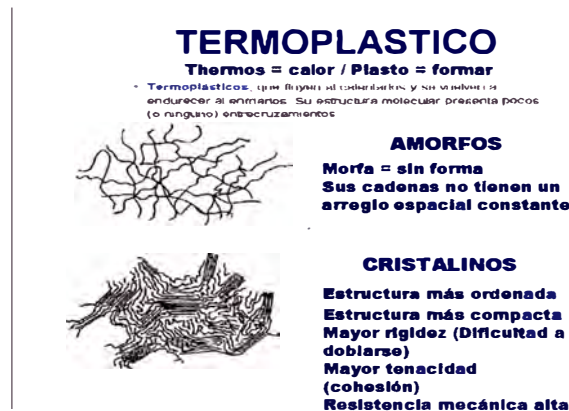 TERMOPLASTICO
Thermos = calor / Plasto = formar
• Termoplásticos, que fluyen al calentarlos y se vuelven a
endurecer al enfriarlos. Su estructura molecular presenta pocos
(o ninguno) entrecruzamientos
AMORFOS
Morfa = sin forma
Sus cadenas no tienen un
arreglo espacial constante
CRISTALINOS
Estructura más ordenada
Estructura más compacta
Mayor rigidez (Dificultad a
doblarse)
Mayor tenacidad
(cohesión)
Resistencia mecánica alta